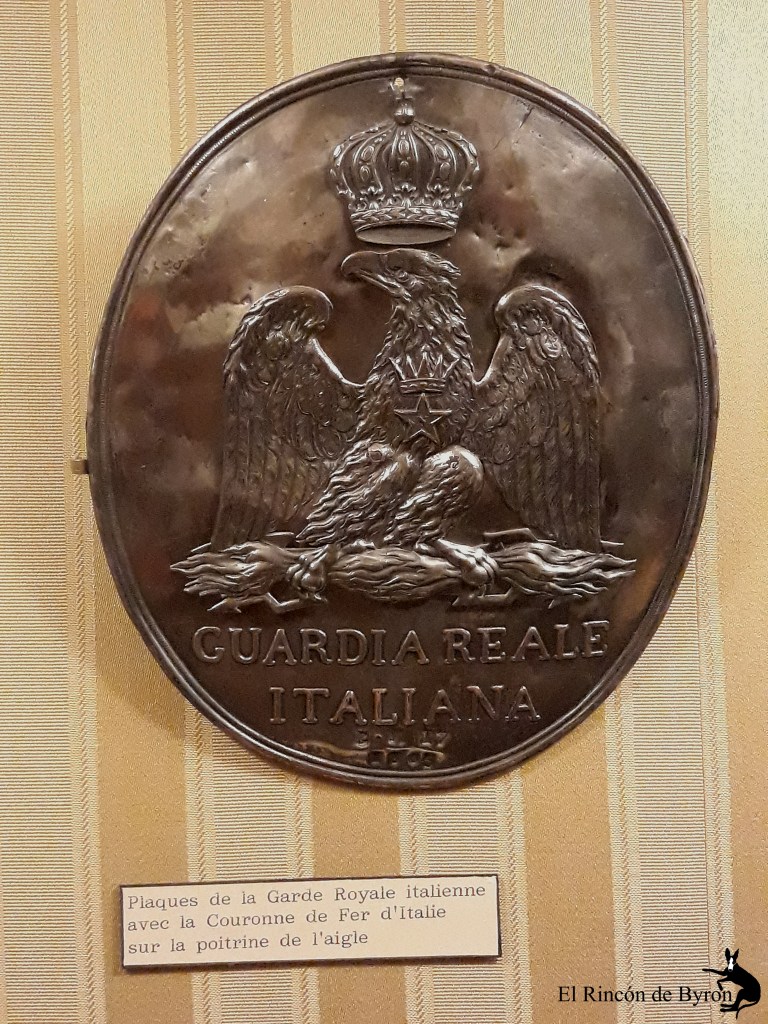 GUARDIA REALE
ITALIANA
Plaques de la Garde Royale italienne
avec la Couronne de Fer d'Italie
sur la poitrine de l'aigle
El Rincón de Byron